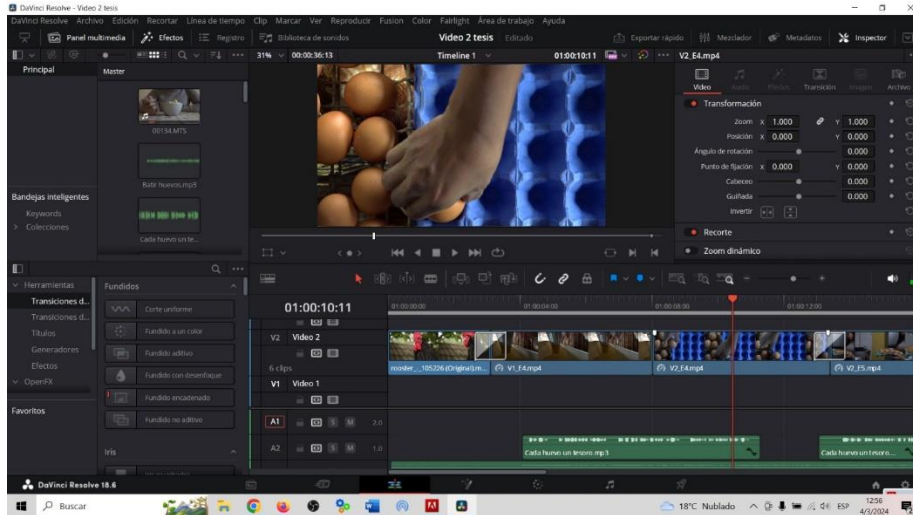 DaVinci Resolve - Video 2 tesis
DaVinci Resolve Archivo Edición Recortar Línea de tiempo Clip Marcar Ver Reproducir Fusion Color Fairlight Área de trabajo Ayuda
Panel multimedia Efectos Registro Biblioteca de sonidos Video 2 tesis Editado Exportar rápido Mezclador Metadatos Inspector
31% 00:00:36:13 Timeline 1 01:00:10:11 V2_E4.mp4
Principal
Master
00134.MTS
Batir huevos.mp3
Cada huevo un te...
Bandejas inteligentes
Keywords
Colecciones
Video Audio Efectos Transición Imagen Archivo
Transformación
Zoom X 1.000 Y 1.000
Posición X 0.000 Y 0.000
Ángulo de rotación 0.000
Punto de fijación X 0.000 Y 0.000
Cabeceo 0.000
Guiñada 0.000
Invertir
Recorte
Zoom dinámico
Herramientas
Transiciones d...
Transiciones d...
Títulos
Generadores
Efectos
OpenFX
Favoritos
Fundidos
Corte uniforme
Fundido a un color
Fundido aditivo
Fundido con desenfoque
Fundido encadenado
Fundido no aditivo
Iris
01:00:10:11
01:00:00:00 01:00:04:00 01:00:08:00 01:00:12:00
V2 Video 2
6 clips
rooster_-_105226 (Original).m... V1_E4.mp4 V2_E4.mp4 V2_E5.mp4
V1 Video 1
A1 S M 2.0
A2 S M 1.0
Cada huevo un tesoro.mp3 Cada huevo un tesoro...
DaVinci Resolve 18.6
Buscar
18°C Nublado ESP 12:56
4/3/2024